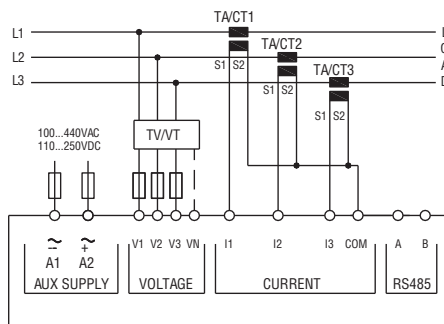 TA/CT1
L1
L
TA/CT2
L2
S1 S2
C
TA/CT3
A
L3
S1 S2
D
S1 S2
100...440VAC
110...250VDC
TV/VT
V1 V2 V3 VN I1 I2 I3 COM A B
~ ~
- +
A1 A2
AUX SUPPLY VOLTAGE CURRENT RS485